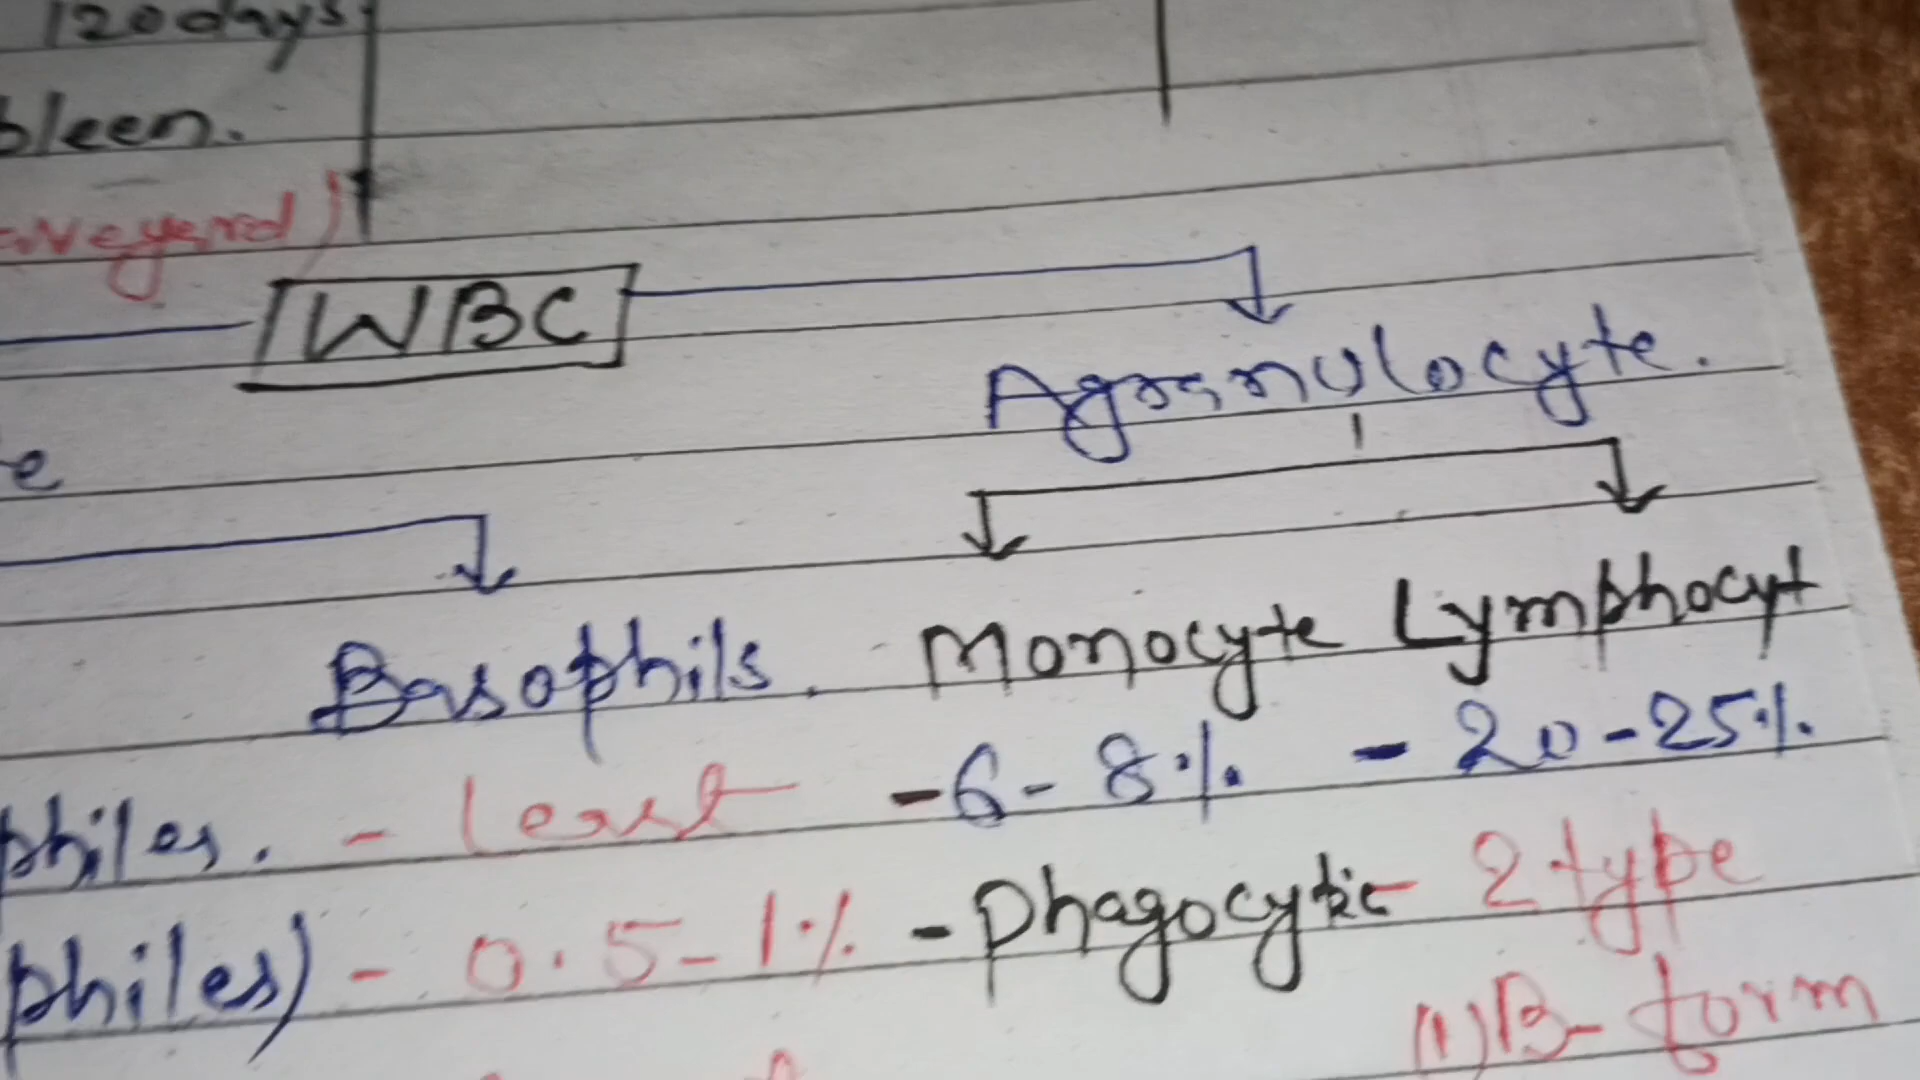 120days
bleen.
aveyard)
WBC
Agranulocyte.
e
Basophils. Monocyte Lymphocyt
philes. - least - 6-8% - 20-25%
philes) - 0.5-1% - Phagocytic - 2 type
(1) B- form